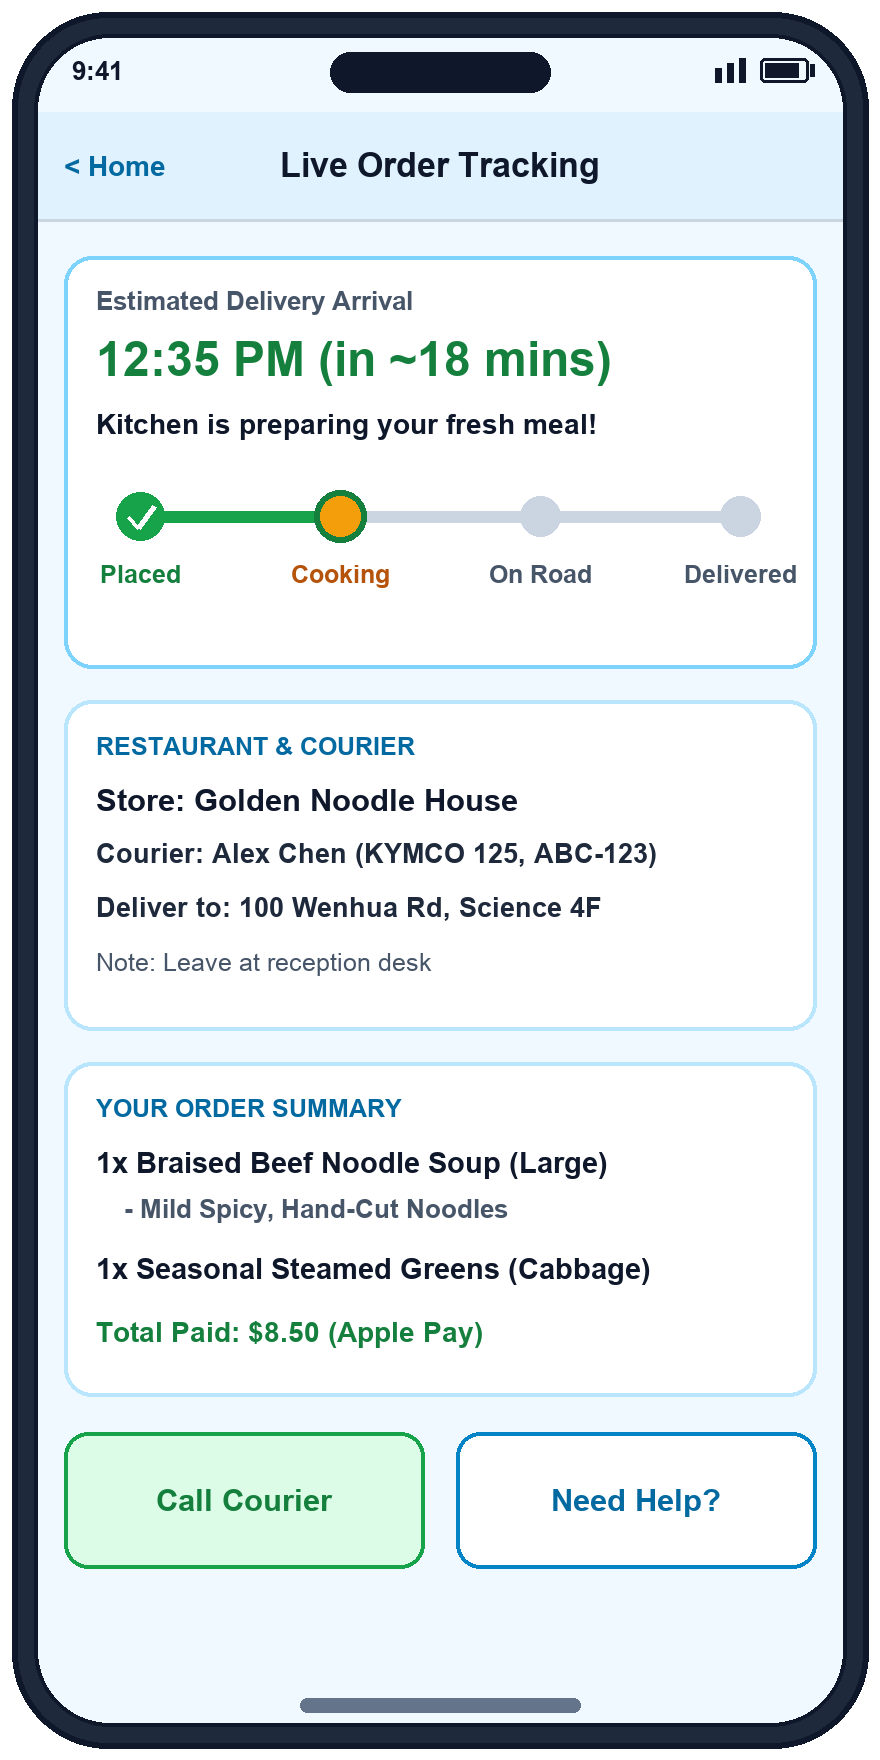 9:41
< Home
Live Order Tracking
Estimated Delivery Arrival
12:35 PM (in ~18 mins)
Kitchen is preparing your fresh meal!
Placed Cooking On Road Delivered
RESTAURANT & COURIER
Store: Golden Noodle House
Courier: Alex Chen (KYMCO 125, ABC-123)
Deliver to: 100 Wenhua Rd, Science 4F
Note: Leave at reception desk
YOUR ORDER SUMMARY
1x Braised Beef Noodle Soup (Large)
- Mild Spicy, Hand-Cut Noodles
1x Seasonal Steamed Greens (Cabbage)
Total Paid: $8.50 (Apple Pay)
Call Courier
Need Help?